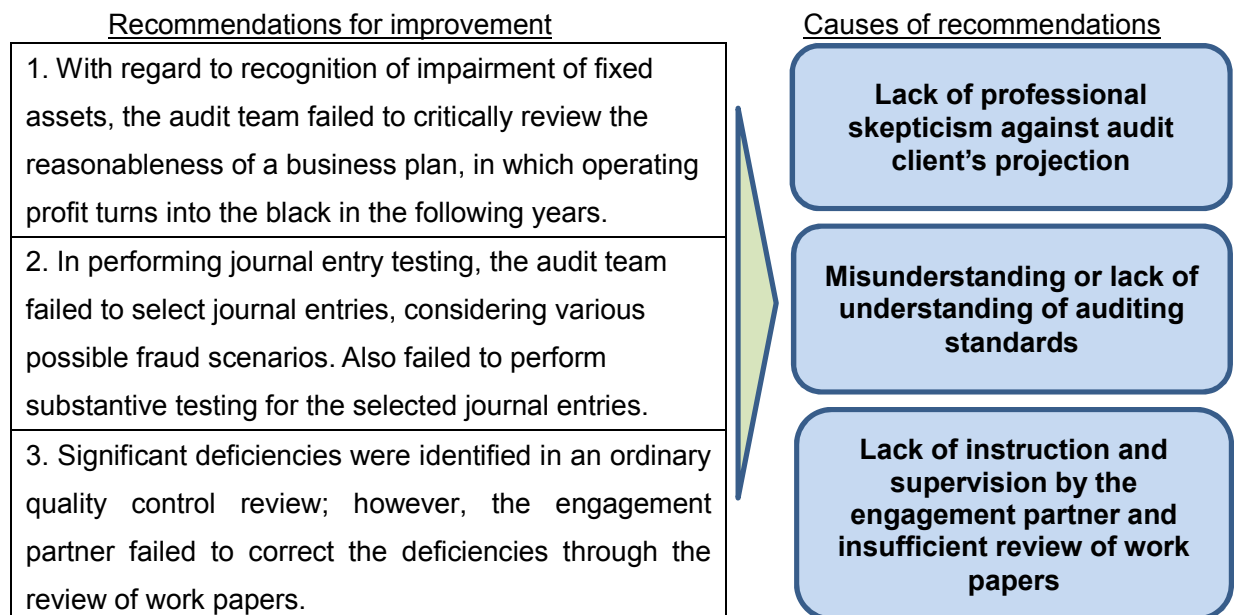 Recommendations for improvement
1. With regard to recognition of impairment of fixed
assets, the audit team failed to critically review the
reasonableness of a business plan, in which operating
profit turns into the black in the following years.
2. In performing journal entry testing, the audit team
failed to select journal entries, considering various
possible fraud scenarios. Also failed to perform
substantive testing for the selected journal entries.
3. Significant deficiencies were identified in an ordinary
quality control review; however, the engagement
partner failed to correct the deficiencies through the
review of work papers.
Causes of recommendations
Lack of professional
skepticism against audit
client's projection
Misunderstanding or lack of
understanding of auditing
standards
Lack of instruction and
supervision by the
engagement partner and
insufficient review of work
papers